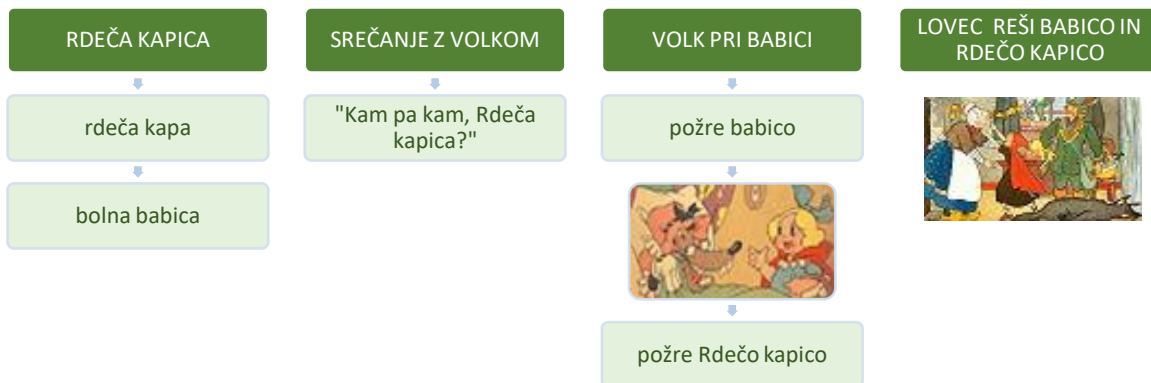 RDEČA KAPICA
rdeča kapa
bolna babica
SREČANJE Z VOLKOM
"Kam pa kam, Rdeča
kapica?"
VOLK PRI BABICI
požre babico
požre Rdečo kapico
LOVEC REŠI BABICO IN
RDEČO KAPICO